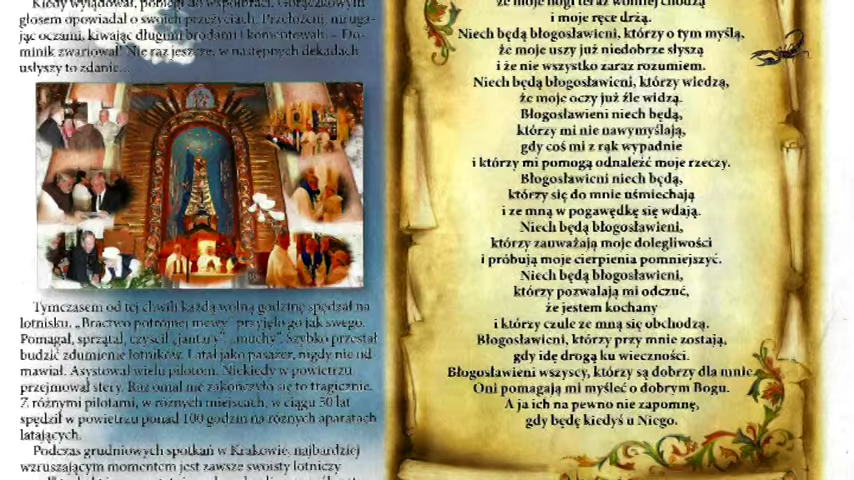 Kiedy wylądował, pobiegł do współbraci. Gorączkowym
głosem opowiadał o swoich przeżyciach. Przełożeni, mruga-
jąc oczami, kiwając długimi brodami i komentowali: – Do-
minik zwariował! Nie raz jeszcze, w następnych dekadach
usłyszy to zdanie...
Tymczasem od tej chwili każdą wolną godzinę spędzał na
lotnisku. „Bractwo potrójnej mewy” przyjęło go jak swego.
Pomagał, sprzątał, czyścił „jantary”, „muchy”. Szybko przestał
budzić zdumienie lotników. Latał jako pasażer, nigdy nie od-
mawiał. Asystował wielu pilotom. Niekiedy w powietrzu
przejmował stery. Raz omal nie zakończyło się to tragicznie.
Z różnymi pilotami, w różnych miejscach, w ciągu 50 lat
spędził w powietrzu ponad 100 godzin na różnych aparatach
latających.
Podczas grudniowych spotkań w Krakowie, najbardziej
wzruszającym momentem jest zawsze swoisty lotniczy
że moje nogi teraz wolniej chodzą
i moje ręce drżą.
Niech będą błogosławieni, którzy o tym myślą,
że moje uszy już niedobrze słyszą
i że nie wszystko zaraz rozumiem.
Niech będą błogosławieni, którzy wiedzą,
że moje oczy już źle widzą.
Błogosławieni niech będą,
którzy mi nie nawymyślają,
gdy coś mi z rąk wypadnie
i którzy mi pomogą odnaleźć moje rzeczy.
Błogosławieni niech będą,
którzy się do mnie uśmiechają
i ze mną w pogawędkę się wdają.
Niech będą błogosławieni,
którzy zauważają moje dolegliwości
i próbują moje cierpienia pomniejszyć.
Niech będą błogosławieni,
którzy pozwalają mi odczuć,
że jestem kochany
i którzy czule ze mną się obchodzą.
Błogosławieni, którzy przy mnie zostają,
gdy idę drogą ku wieczności.
Błogosławieni wszyscy, którzy są dobrzy dla mnie.
Oni pomagają mi myśleć o dobrym Bogu.
A ja ich na pewno nie zapomnę,
gdy będę kiedyś u Niego.